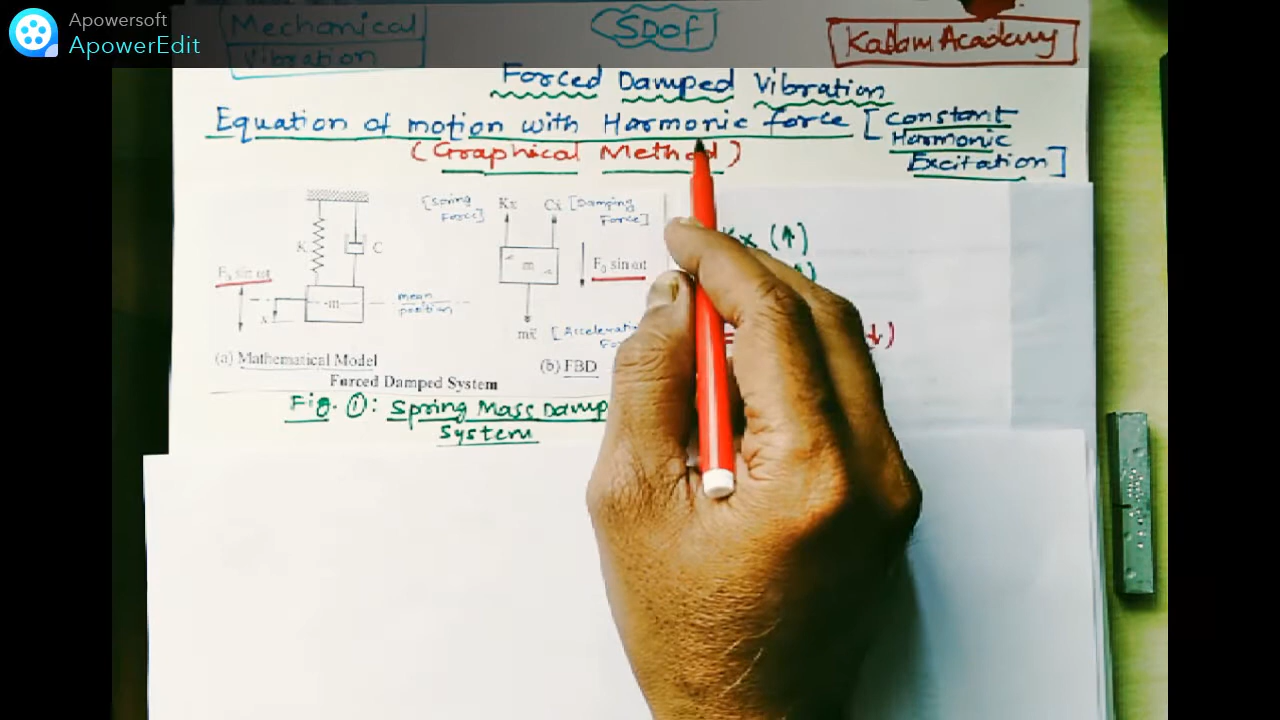 Apowersoft
ApowerEdit
Mechanical
Vibration
SDOF
Kadam Academy
Forced Damped Vibration
Equation of motion with Harmonic force [Constant
Harmonic
Excitation]
(Graphical Method)
[Spring
Force]
Kx
Cẋ
[Damping
Force]
Kx (↑)
K
C
m
F₀ sin ωt
F₀ sin ωt
m
mean
position
x
mẍ
(a) Mathematical Model
(b) FBD
Forced Damped System
Fig. ①: Spring Mass Damp
System